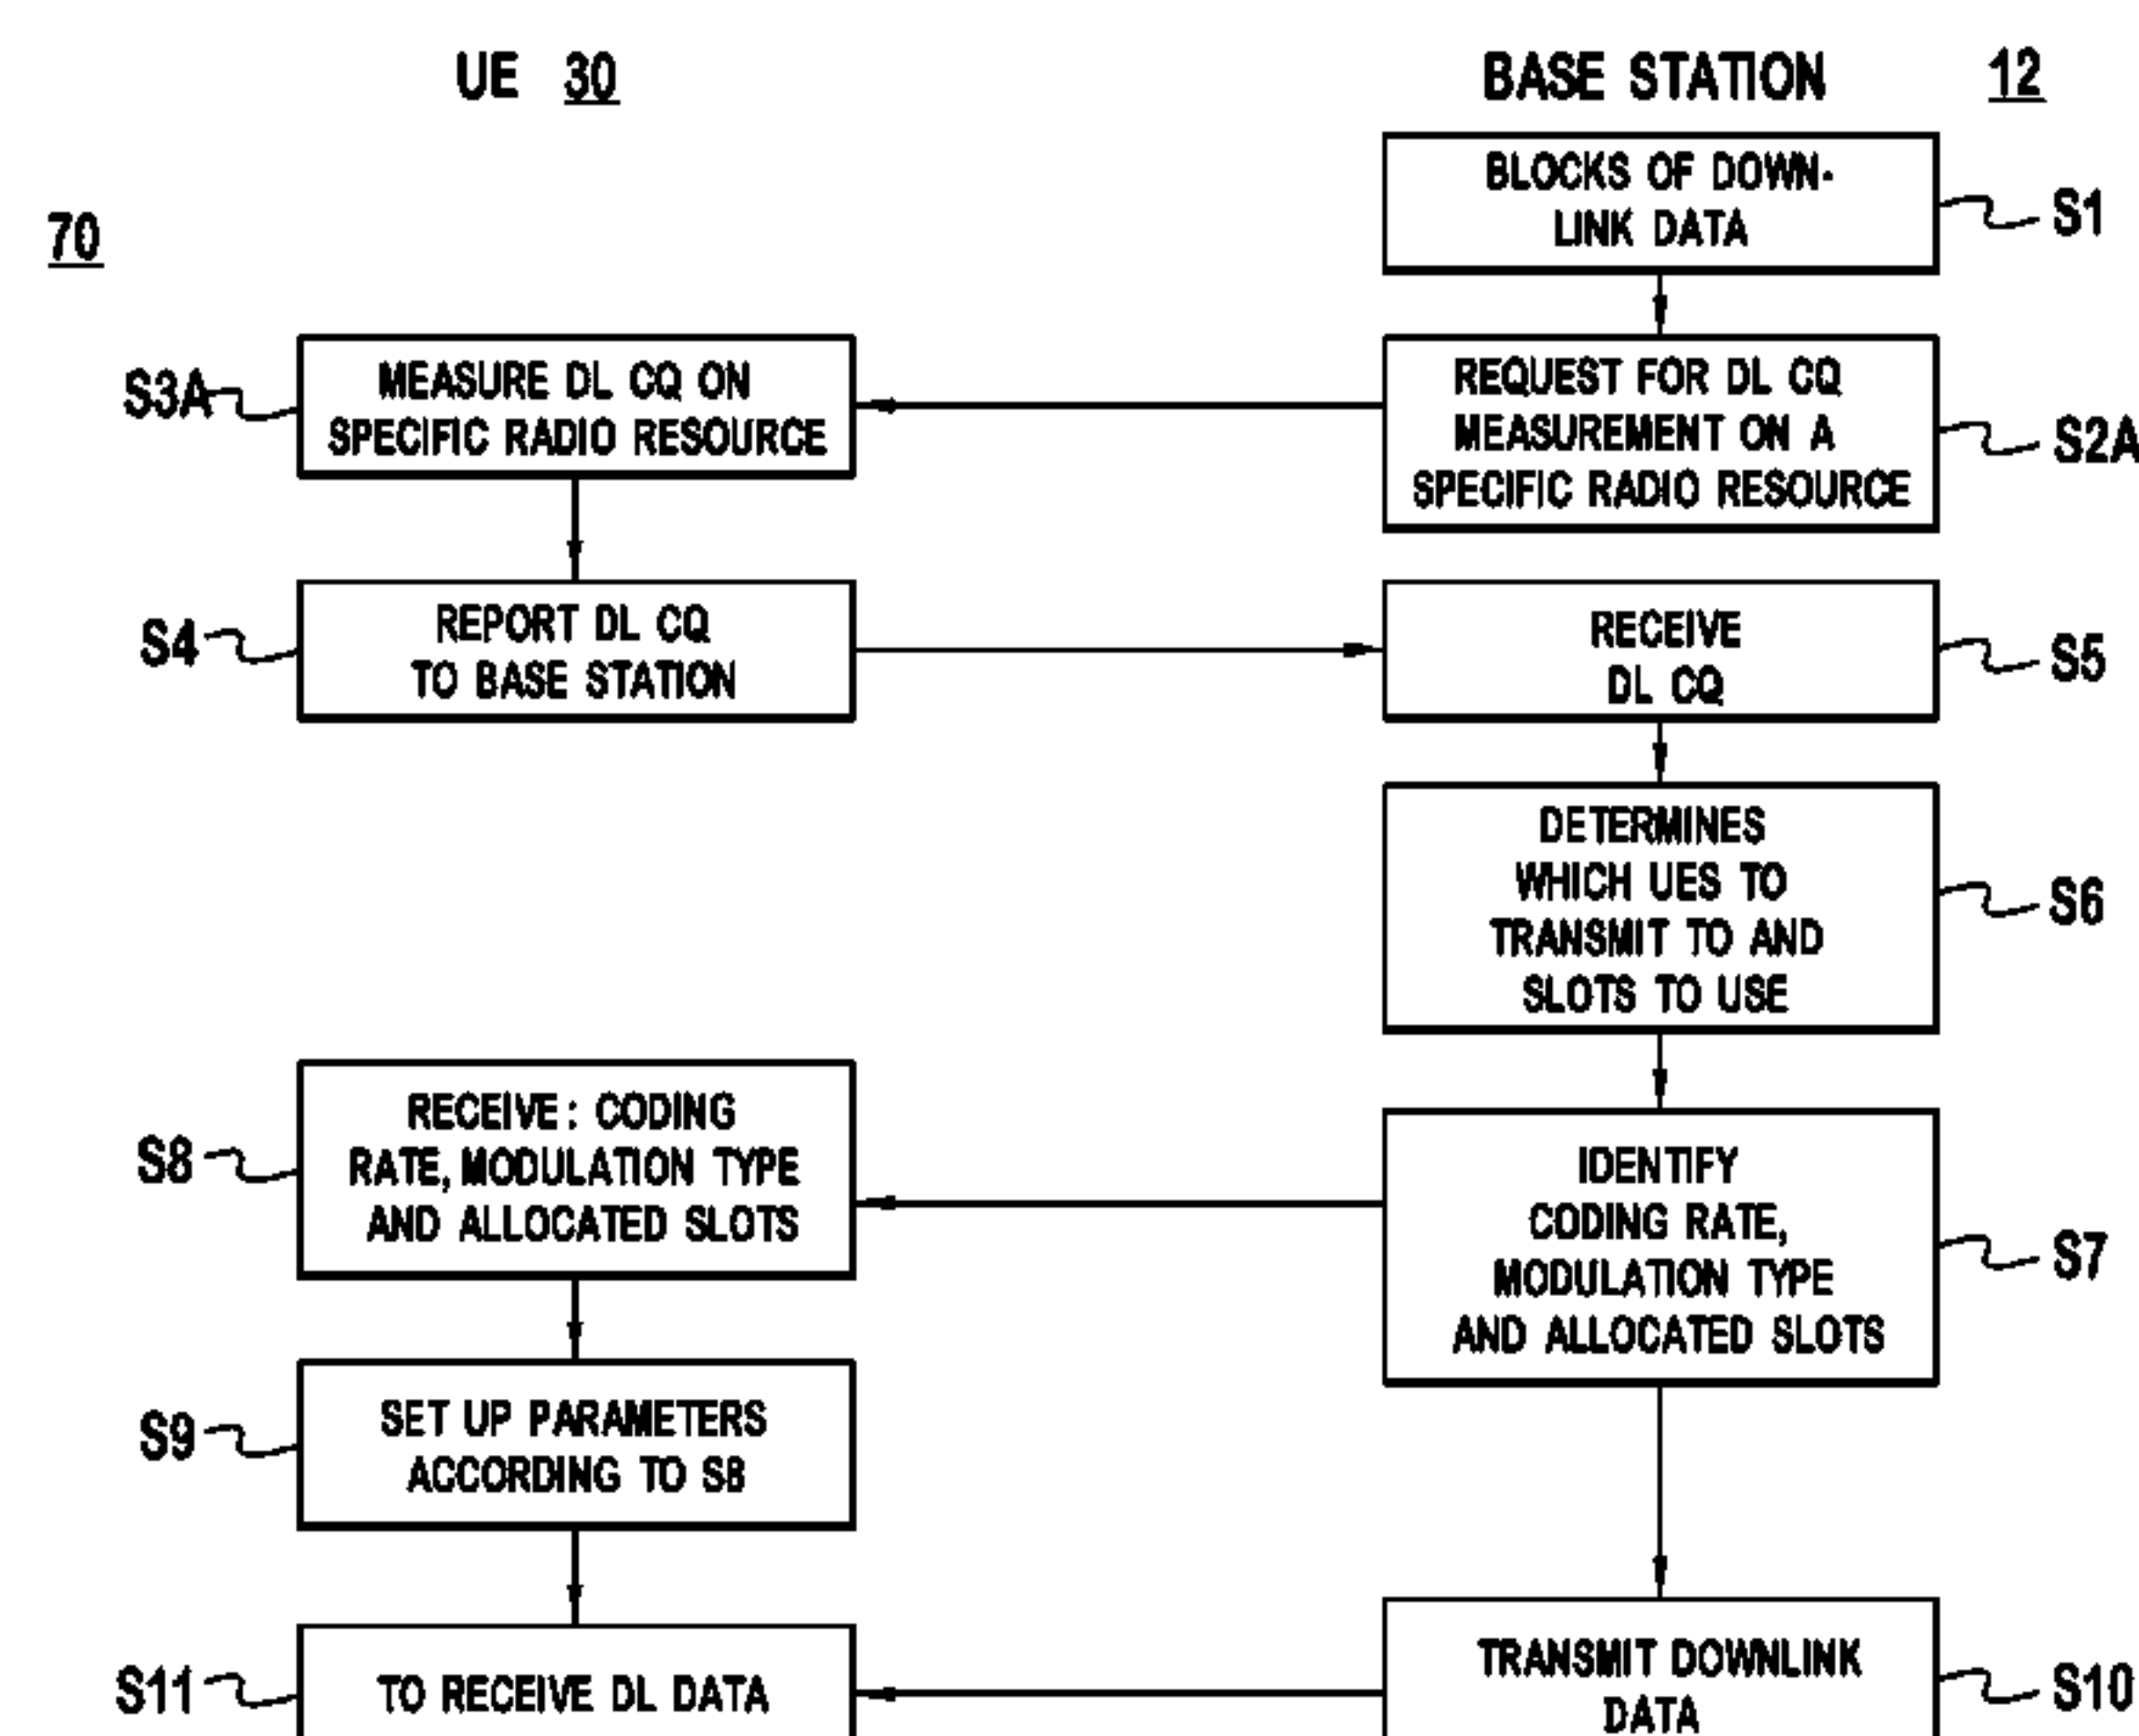 UE 30
BASE STATION 12
70
BLOCKS OF DOWN-
LINK DATA
S1
S3A
MEASURE DL CQ ON
SPECIFIC RADIO RESOURCE
REQUEST FOR DL CQ
MEASUREMENT ON A
SPECIFIC RADIO RESOURCE
S2A
S4
REPORT DL CQ
TO BASE STATION
RECEIVE
DL CQ
S5
DETERMINES
WHICH UES TO
TRANSMIT TO AND
SLOTS TO USE
S6
S8
RECEIVE: CODING
RATE, MODULATION TYPE
AND ALLOCATED SLOTS
IDENTIFY
CODING RATE,
MODULATION TYPE
AND ALLOCATED SLOTS
S7
S9
SET UP PARAMETERS
ACCORDING TO S8
S11
TO RECEIVE DL DATA
TRANSMIT DOWNLINK
DATA
S10